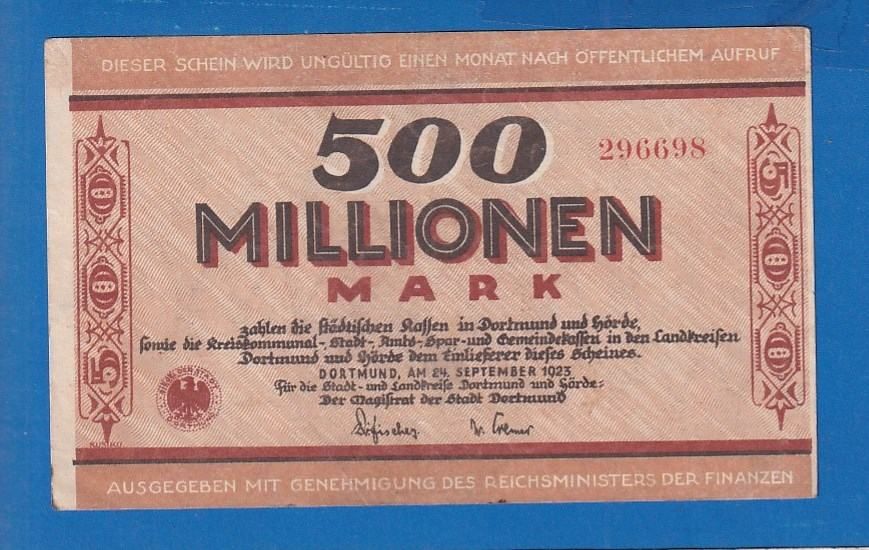 DIESER SCHEIN WIRD UNGÜLTIG EINEN MONAT NACH ÖFFENTLICHEM AUFRUF
500
296698
MILLIONEN
MARK
500
500
zahlen die städtischen Kassen in Dortmund und Hörde,
sowie die Kreiskommunal-, Stadt-, Amts-, Spar- und Gemeindekassen in den Landkreisen
Dortmund und Hörde dem Einlieferer dieses Scheines.
DORTMUND, AM 24. SEPTEMBER 1923
Für die Stadt- und Landkreise Dortmund und Hörde:
Der Magistrat der Stadt Dortmund
AUSGEGEBEN MIT GENEHMIGUNG DES REICHSMINISTERS DER FINANZEN